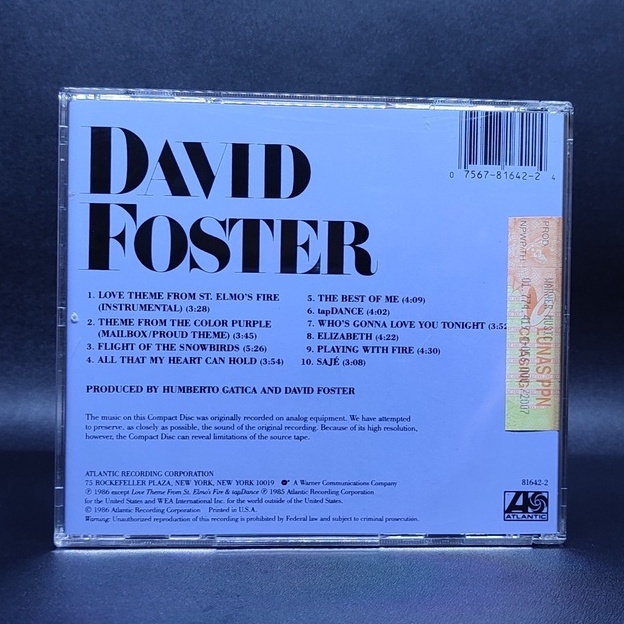 DAVID
FOSTER
0 7567-81642-2 4
1. LOVE THEME FROM ST. ELMO'S FIRE
(INSTRUMENTAL) (3:28)
2. THEME FROM THE COLOR PURPLE
(MAILBOX/PROUD THEME) (3:45)
3. FLIGHT OF THE SNOWBIRDS (5:26)
4. ALL THAT MY HEART CAN HOLD (3:54)
5. THE BEST OF ME (4:09)
6. tapDANCE (4:02)
7. WHO'S GONNA LOVE YOU TONIGHT (3:52
8. ELIZABETH (4:22)
9. PLAYING WITH FIRE (4:30)
10. SAJÉ (3:08)
PRODUCED BY HUMBERTO GATICA AND DAVID FOSTER
The music on this Compact Disc was originally recorded on analog equipment. We have attempted
to preserve, as closely as possible, the sound of the original recording. Because of its high resolution,
however, the Compact Disc can reveal limitations of the source tape.
ATLANTIC RECORDING CORPORATION
75 ROCKEFELLER PLAZA, NEW YORK, NEW YORK 10019 A Warner Communications Company
℗ 1986 except Love Theme From St. Elmo's Fire & tapDance ℗ 1985 Atlantic Recording Corporation
for the United States and WEA International Inc. for the world outside of the United States.
© 1986 Atlantic Recording Corporation Printed in U.S.A.
Warning: Unauthorized reproduction of this recording is prohibited by Federal law and subject to criminal prosecution.
81642-2
ATLANTIC
PROD.
NPWP/TH
LUNAS PPN